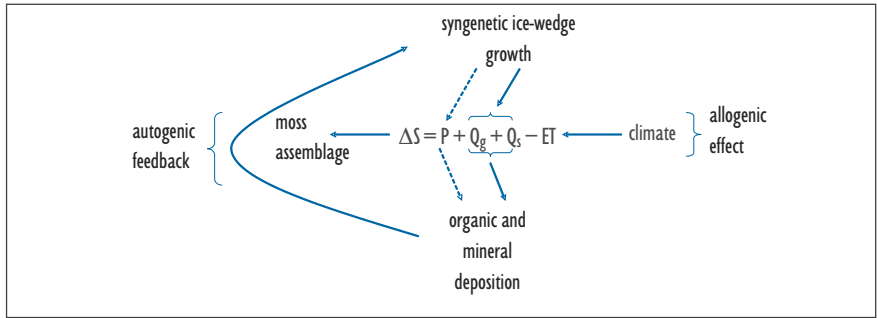 syngenetic ice-wedge
growth
autogenic
feedback
moss
assemblage
ΔS = P + Qg + Qs – ET
climate
allogenic
effect
organic and
mineral
deposition